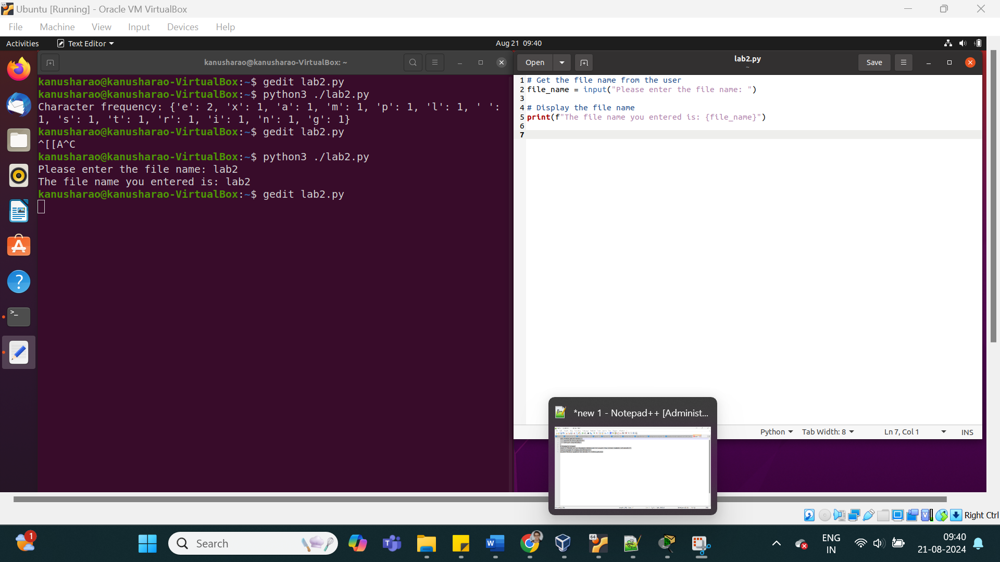 Ubuntu [Running] - Oracle VM VirtualBox
File Machine View Input Devices Help
Activities Text Editor Aug 21 09:40
kanusharao@kanusharao-VirtualBox: ~
kanusharao@kanusharao-VirtualBox:~$ gedit lab2.py
kanusharao@kanusharao-VirtualBox:~$ python3 ./lab2.py
Character frequency: {'e': 2, 'x': 1, 'a': 1, 'm': 1, 'p': 1, 'l': 1, ' ':
1, 's': 1, 't': 1, 'r': 1, 'i': 1, 'n': 1, 'g': 1}
kanusharao@kanusharao-VirtualBox:~$ gedit lab2.py
^[[A^C
kanusharao@kanusharao-VirtualBox:~$ python3 ./lab2.py
Please enter the file name: lab2
The file name you entered is: lab2
kanusharao@kanusharao-VirtualBox:~$ gedit lab2.py
Open lab2.py Save
~
1 # Get the file name from the user
2 file_name = input("Please enter the file name: ")
3
4 # Display the file name
5 print(f"The file name you entered is: {file_name}")
6
7
*new 1 - Notepad++ [Administ...
Python Tab Width: 8 Ln 7, Col 1 INS
Right Ctrl
1
Search
64
ENG
IN
09:40
21-08-2024